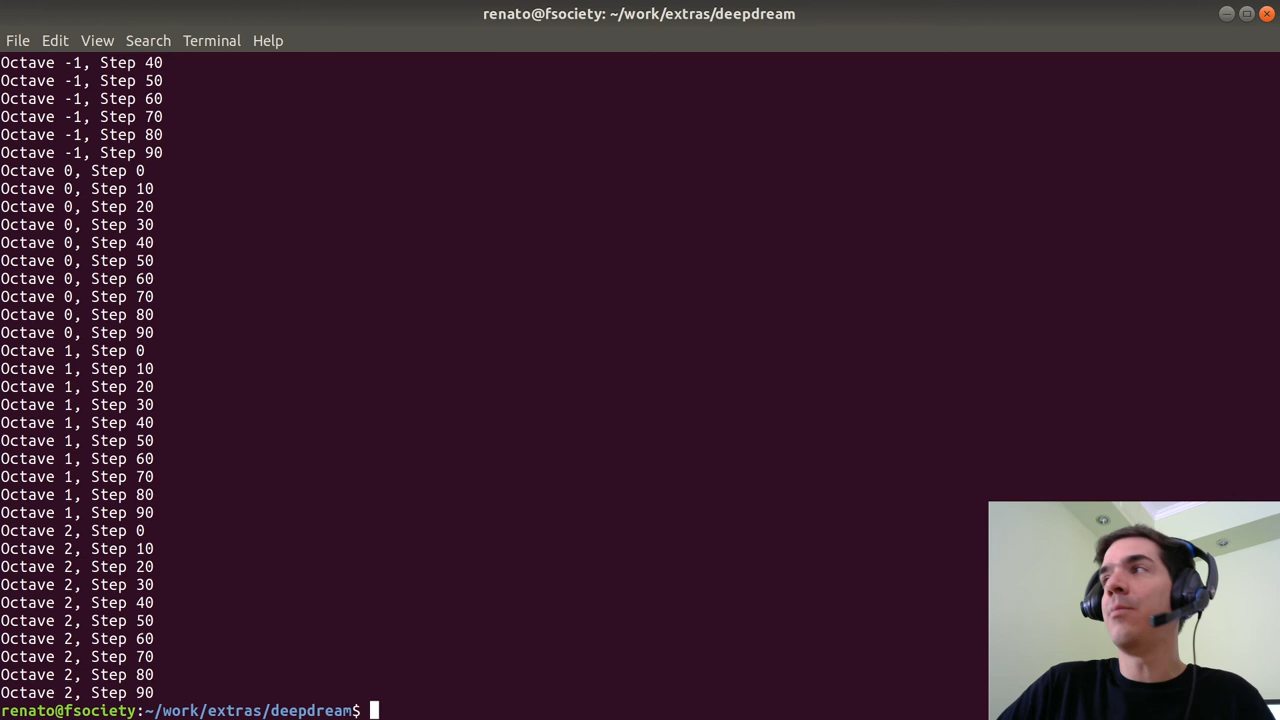 renato@fsociety: ~/work/extras/deepdream
File Edit View Search Terminal Help
Octave -1, Step 40
Octave -1, Step 50
Octave -1, Step 60
Octave -1, Step 70
Octave -1, Step 80
Octave -1, Step 90
Octave 0, Step 0
Octave 0, Step 10
Octave 0, Step 20
Octave 0, Step 30
Octave 0, Step 40
Octave 0, Step 50
Octave 0, Step 60
Octave 0, Step 70
Octave 0, Step 80
Octave 0, Step 90
Octave 1, Step 0
Octave 1, Step 10
Octave 1, Step 20
Octave 1, Step 30
Octave 1, Step 40
Octave 1, Step 50
Octave 1, Step 60
Octave 1, Step 70
Octave 1, Step 80
Octave 1, Step 90
Octave 2, Step 0
Octave 2, Step 10
Octave 2, Step 20
Octave 2, Step 30
Octave 2, Step 40
Octave 2, Step 50
Octave 2, Step 60
Octave 2, Step 70
Octave 2, Step 80
Octave 2, Step 90
renato@fsociety:~/work/extras/deepdream$